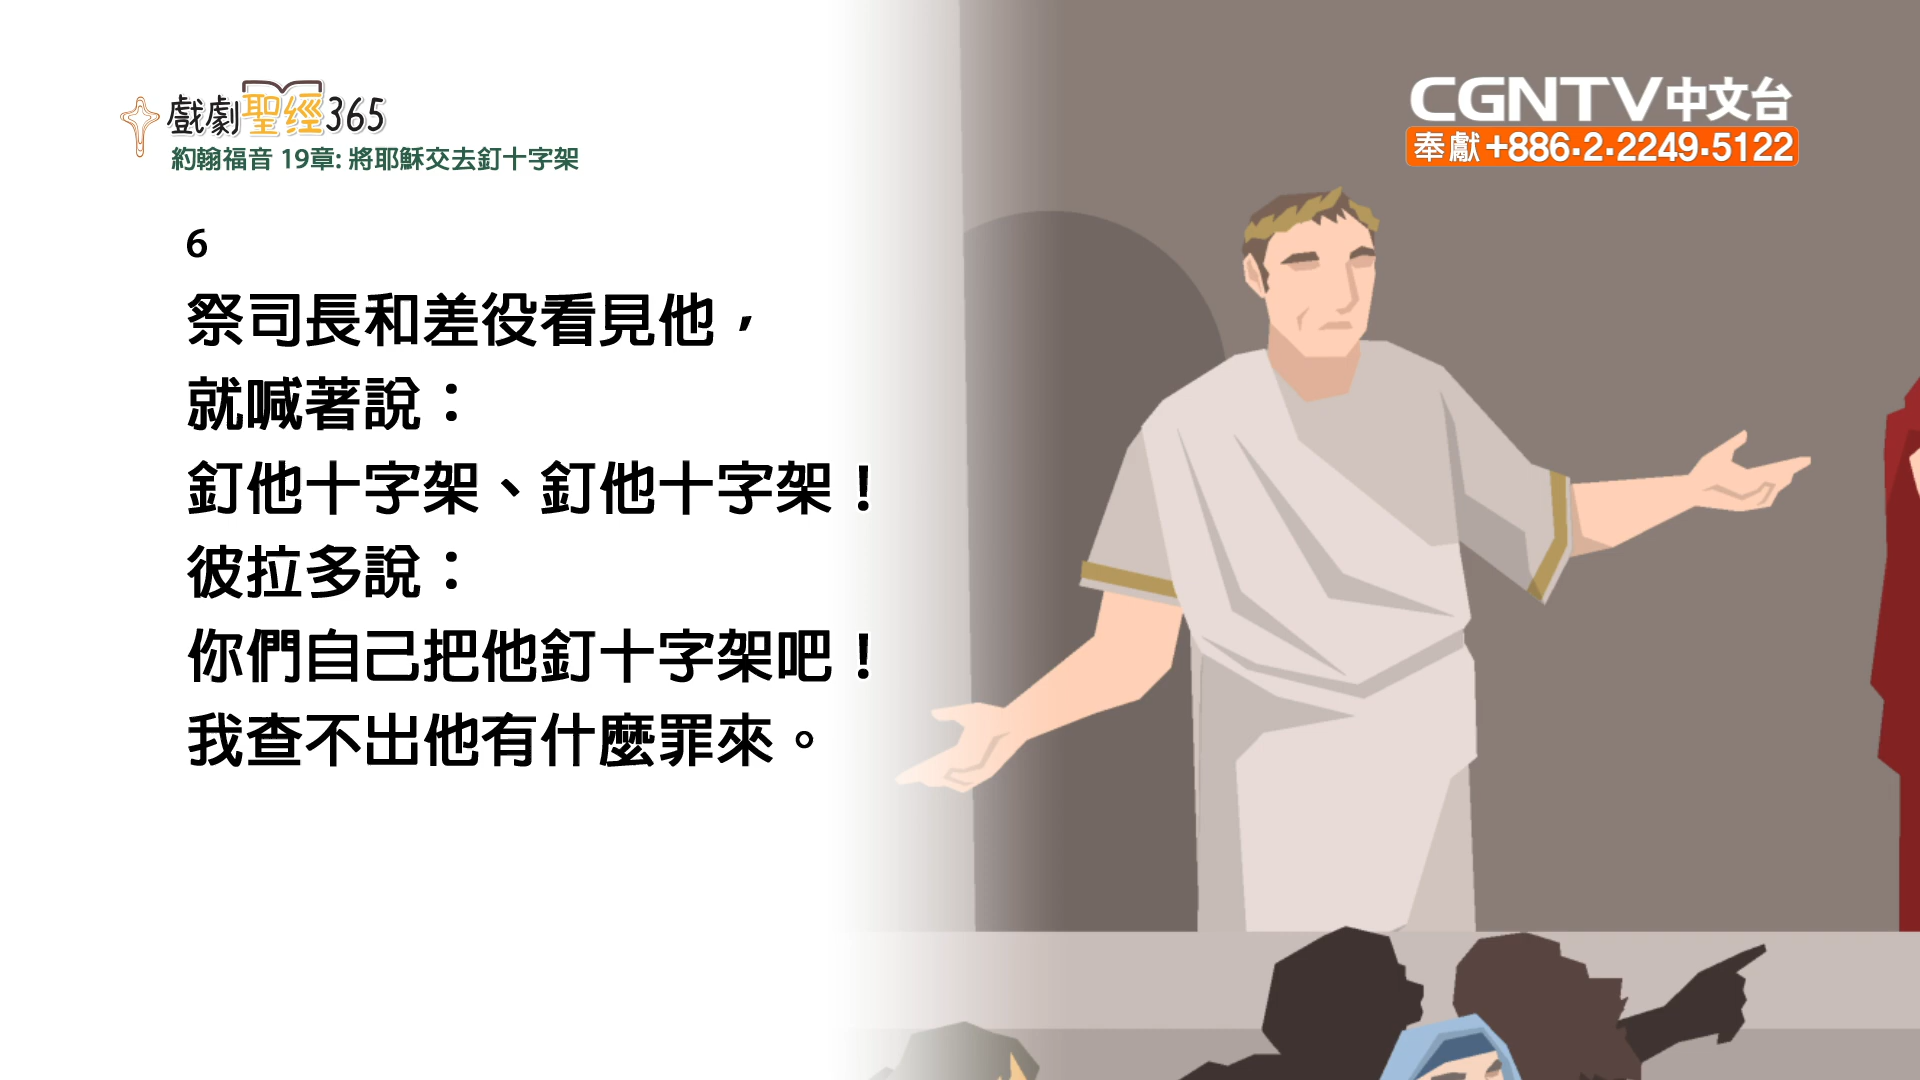 戲劇聖經365
約翰福音 19章: 將耶穌交去釘十字架
CGNTV中文台
奉獻 +886·2·2249·5122
6
祭司長和差役看見他，
就喊著說：
釘他十字架、釘他十字架！
彼拉多說：
你們自己把他釘十字架吧！
我查不出他有什麼罪來。